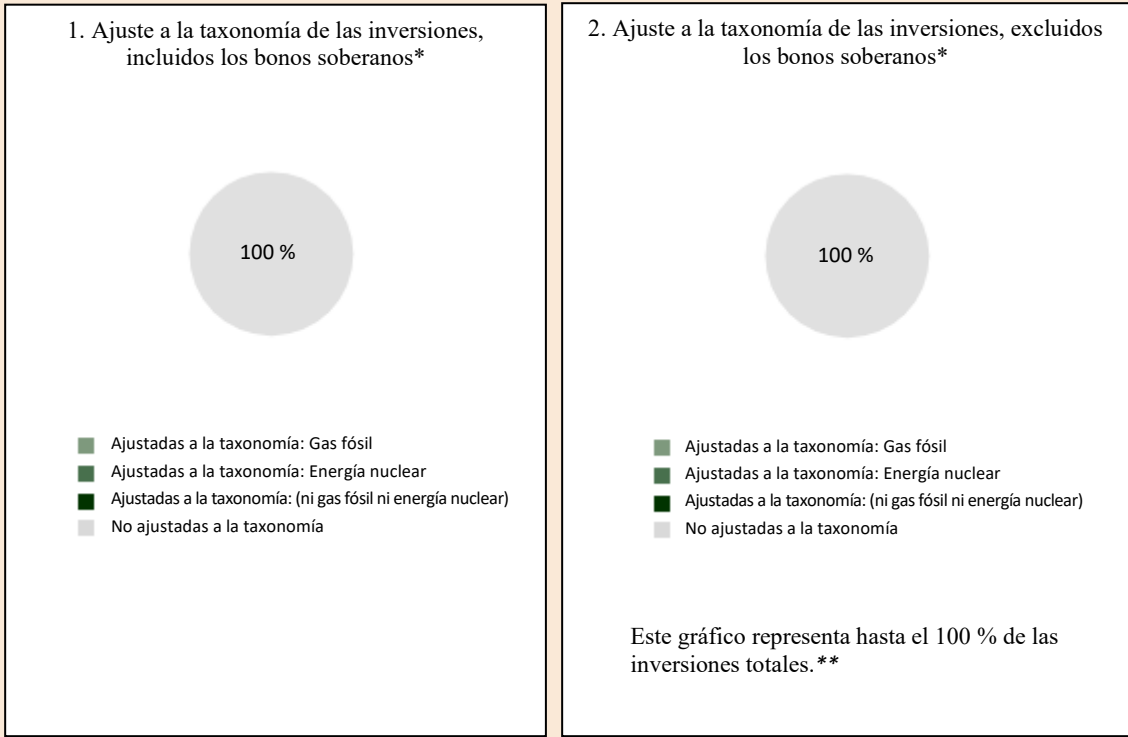 1. Ajuste a la taxonomía de las inversiones,
incluidos los bonos soberanos*
100 %
Ajustadas a la taxonomía: Gas fósil
Ajustadas a la taxonomía: Energía nuclear
Ajustadas a la taxonomía: (ni gas fósil ni energía nuclear)
No ajustadas a la taxonomía
2. Ajuste a la taxonomía de las inversiones, excluidos
los bonos soberanos*
100 %
Ajustadas a la taxonomía: Gas fósil
Ajustadas a la taxonomía: Energía nuclear
Ajustadas a la taxonomía: (ni gas fósil ni energía nuclear)
No ajustadas a la taxonomía
Este gráfico representa hasta el 100 % de las
inversiones totales.**